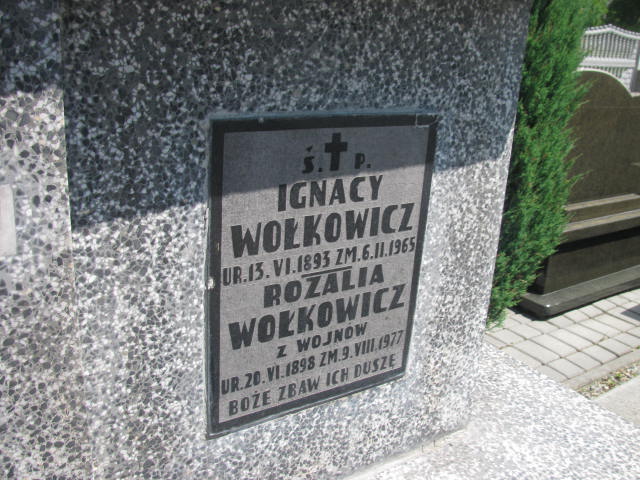 Ś. P.
IGNACY
WOŁKOWICZ
UR. 13. VI. 1893 ZM. 6. II. 1965
ROZALIA
WOŁKOWICZ
Z WOJNÓW
UR. 20. VI. 1898 ZM. 9. VIII. 1977
BOŻE ZBAW ICH DUSZE